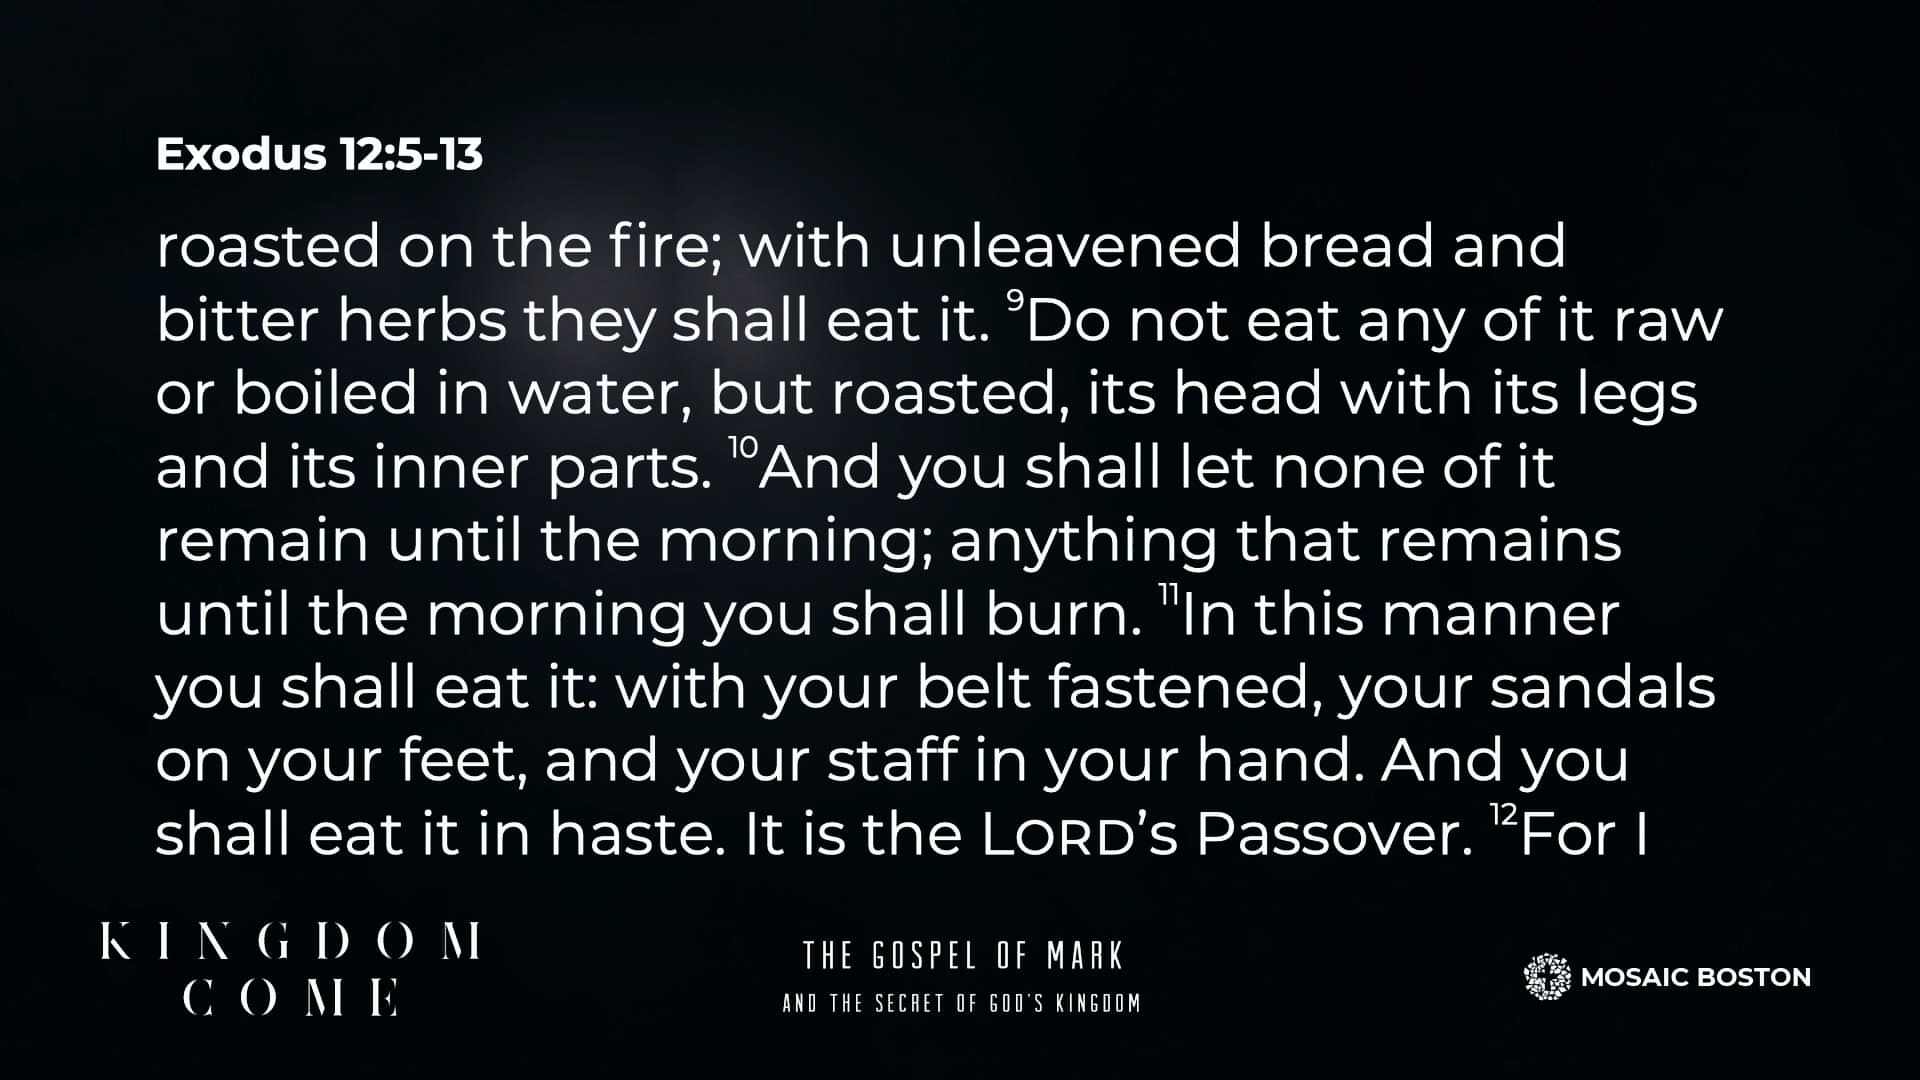 Exodus 12:5-13
roasted on the fire; with unleavened bread and
bitter herbs they shall eat it. ⁹Do not eat any of it raw
or boiled in water, but roasted, its head with its legs
and its inner parts. ¹⁰And you shall let none of it
remain until the morning; anything that remains
until the morning you shall burn. ¹¹In this manner
you shall eat it: with your belt fastened, your sandals
on your feet, and your staff in your hand. And you
shall eat it in haste. It is the LORD’s Passover. ¹²For I
KINGDOM
COME
THE GOSPEL OF MARK
AND THE SECRET OF GOD'S KINGDOM
MOSAIC BOSTON